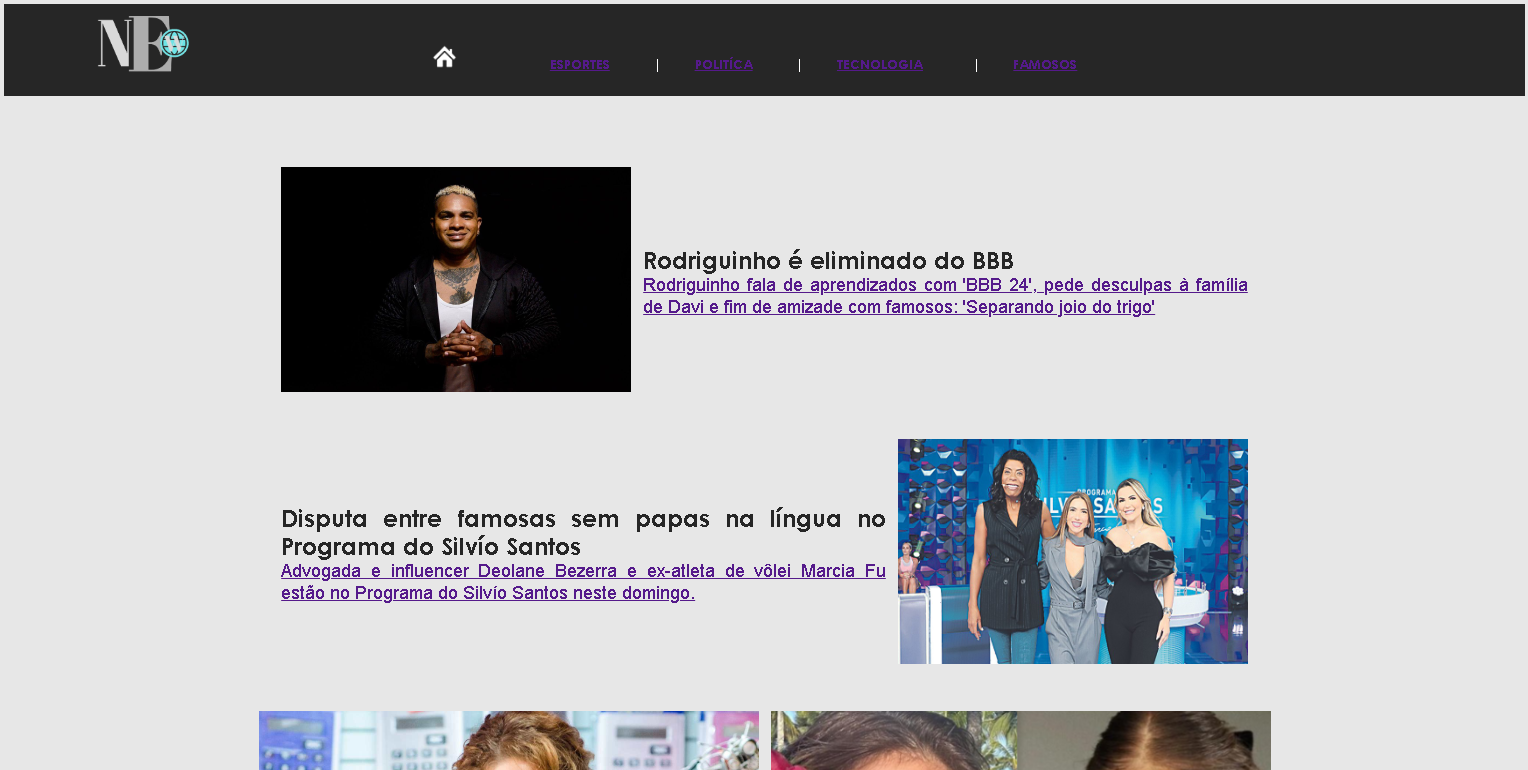 NEW
ESPORTES | POLITÍCA | TECNOLOGIA | FAMOSOS
Rodriguinho é eliminado do BBB
Rodriguinho fala de aprendizados com 'BBB 24', pede desculpas à família
de Davi e fim de amizade com famosos: 'Separando joio do trigo'
Disputa entre famosas sem papas na língua no
Programa do Silvío Santos
Advogada e influencer Deolane Bezerra e ex-atleta de vôlei Marcia Fu
estão no Programa do Silvío Santos neste domingo.
PROGRAMA